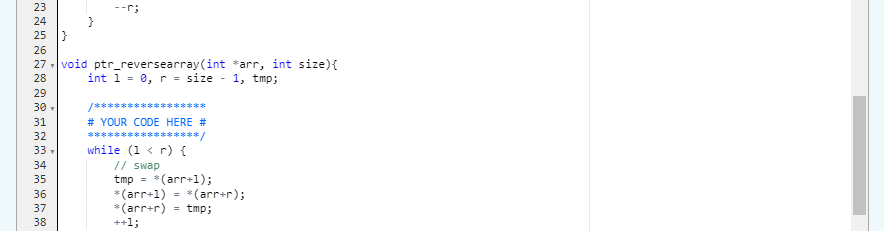 23 --r;
24 }
25 }
26
27 void ptr_reversearray(int *arr, int size){
28 int l = 0, r = size - 1, tmp;
29
30 /*****************
31 # YOUR CODE HERE #
32 *****************/
33 while (l < r) {
34 // swap
35 tmp = *(arr+l);
36 *(arr+l) = *(arr+r);
37 *(arr+r) = tmp;
38 ++l;